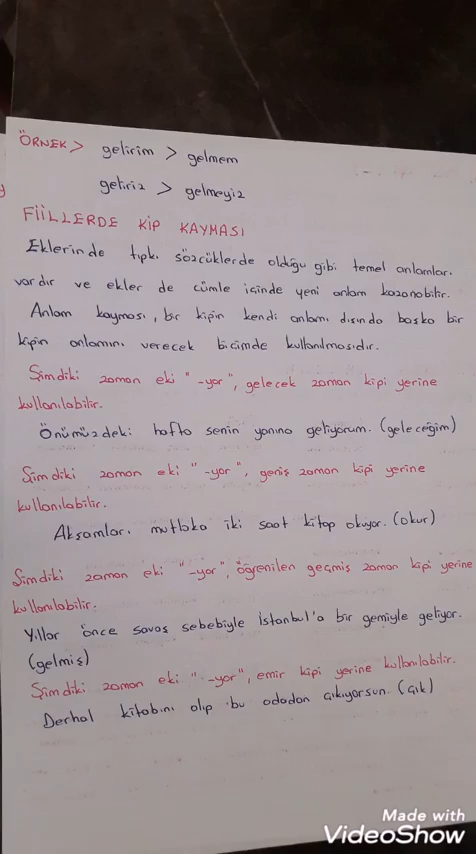 ÖRNEK > gelirim > gelmem
geliriz > gelmeyiz
FİİLLERDE KİP KAYMASI
Eklerinde tıpkı sözcüklerde olduğu gibi temel anlamları
vardır ve ekler de cümle içinde yeni anlam kazanabilir.
Anlam kayması, bir kipin kendi anlamı dışında başka bir
kipin anlamını verecek biçimde kullanılmasıdır.
Şimdiki zaman eki "-yor", gelecek zaman kipi yerine
kullanılabilir.
Önümüzdeki hafta senin yanına geliyorum. (geleceğim)
Şimdiki zaman eki "-yor", geniş zaman kipi yerine
kullanılabilir.
Akşamları mutlaka iki saat kitap okuyor. (okur)
Şimdiki zaman eki "-yor", öğrenilen geçmiş zaman kipi yerine
kullanılabilir.
Yıllar önce savaş sebebiyle İstanbul'a bir gemiyle geliyor.
(gelmiş)
Şimdiki zaman eki "-yor", emir kipi yerine kullanılabilir.
Derhal kitabını alıp bu odadan çıkıyorsun. (çık)
Made with
VideoShow